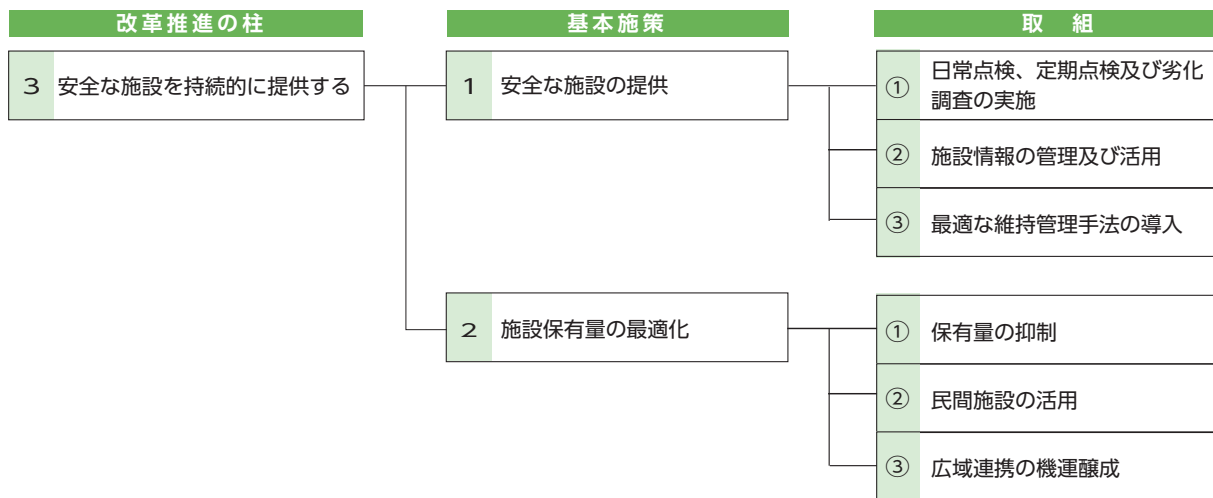 改革推進の柱
基本施策
取 組
3 安全な施設を持続的に提供する
1 安全な施設の提供
① 日常点検、定期点検及び劣化
調査の実施
② 施設情報の管理及び活用
③ 最適な維持管理手法の導入
2 施設保有量の最適化
① 保有量の抑制
② 民間施設の活用
③ 広域連携の機運醸成